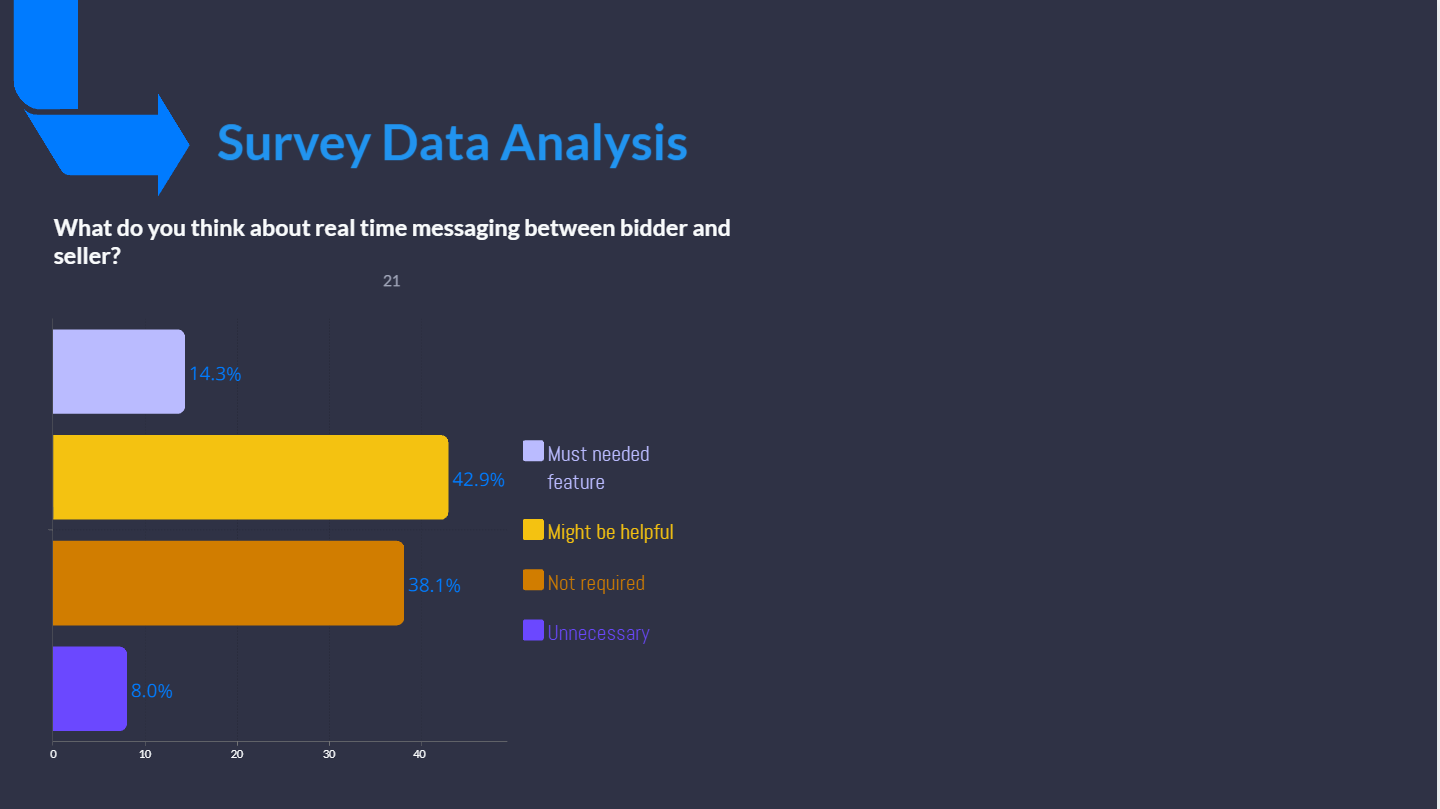 Survey Data Analysis
What do you think about real time messaging between bidder and
seller?
21
14.3%
42.9%
38.1%
8.0%
0 10 20 30 40
Must needed
feature
Might be helpful
Not required
Unnecessary